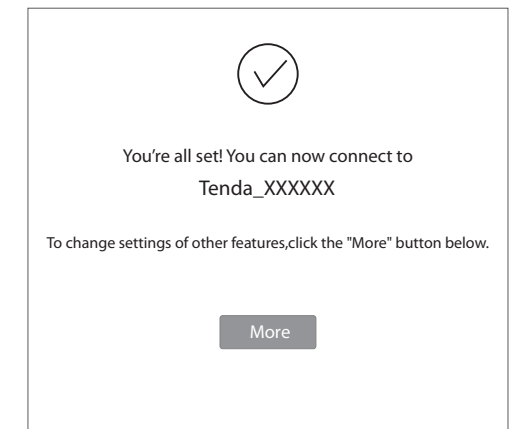 You’re all set! You can now connect to
Tenda_XXXXXX
To change settings of other features,click the "More" button below.
More